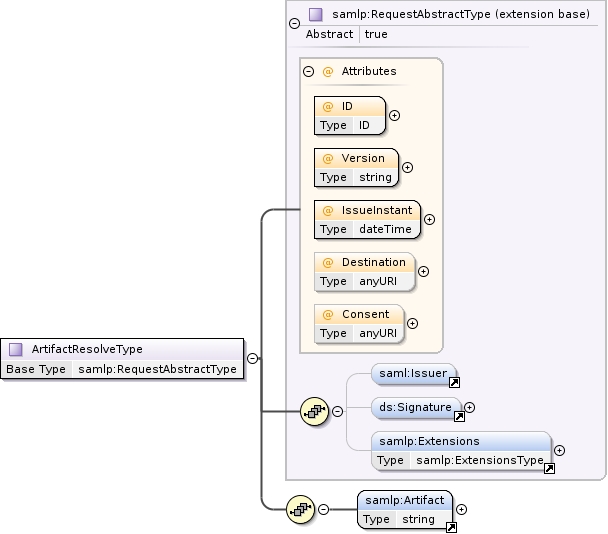 samlp:RequestAbstractType (extension base)
Abstract true
@ Attributes
@ ID
Type ID
@ Version
Type string
@ IssueInstant
Type dateTime
@ Destination
Type anyURI
@ Consent
Type anyURI
ArtifactResolveType
Base Type samlp:RequestAbstractType
saml:Issuer
ds:Signature
samlp:Extensions
Type samlp:ExtensionsType
samlp:Artifact
Type string